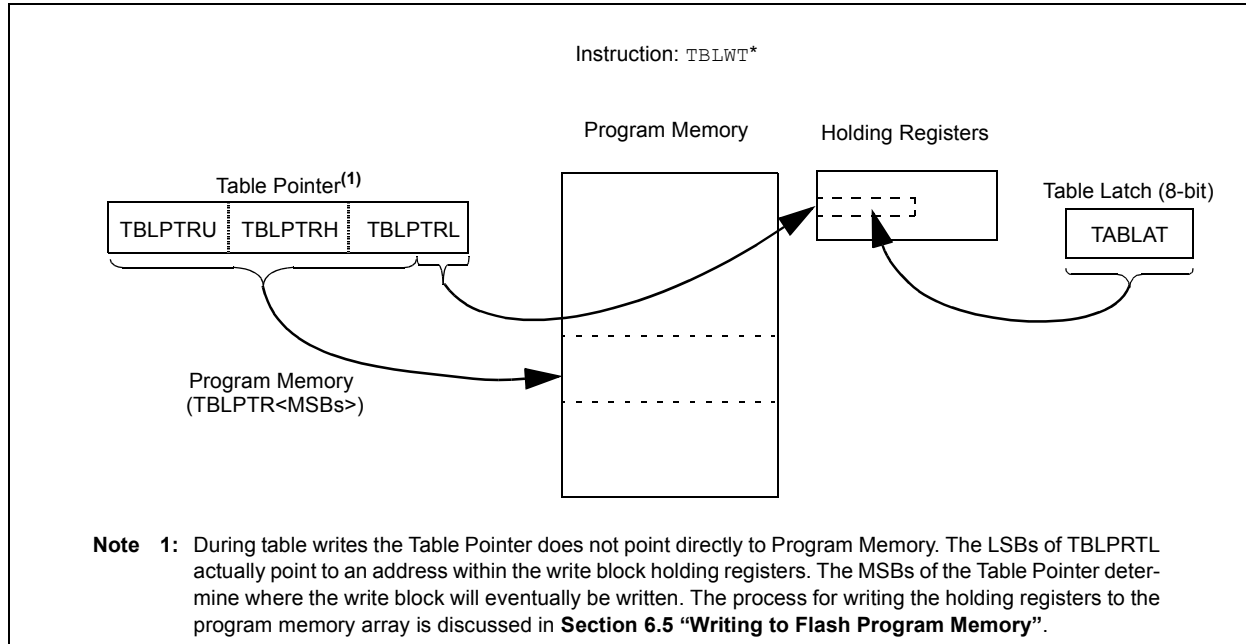 Instruction: TBLWT*
Program Memory
Holding Registers
Table Pointer(1)
Table Latch (8-bit)
TBLPTRU
TBLPTRH
TBLPTRL
TABLAT
Program Memory
(TBLPTR<MSBs>)
Note 1: During table writes the Table Pointer does not point directly to Program Memory. The LSBs of TBLPRTL
actually point to an address within the write block holding registers. The MSBs of the Table Pointer deter-
mine where the write block will eventually be written. The process for writing the holding registers to the
program memory array is discussed in Section 6.5 “Writing to Flash Program Memory”.